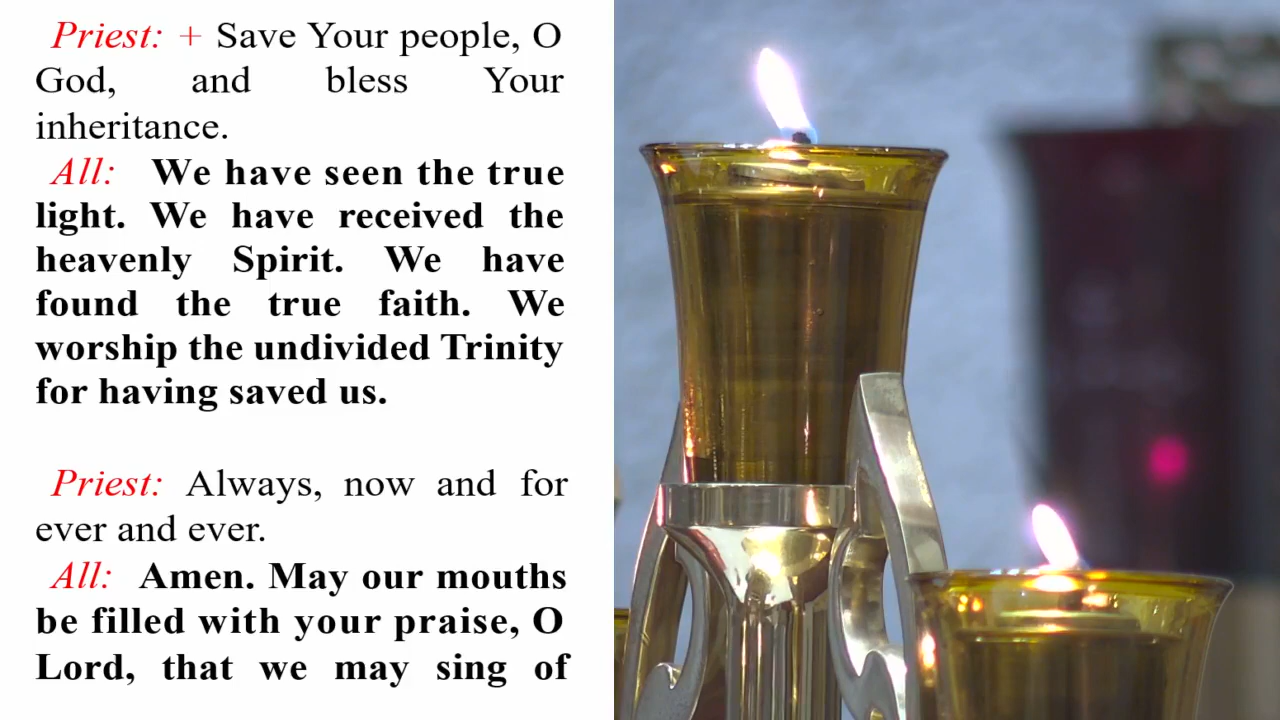 Priest: + Save Your people, O
God, and bless Your
inheritance.
All: We have seen the true
light. We have received the
heavenly Spirit. We have
found the true faith. We
worship the undivided Trinity
for having saved us.
Priest: Always, now and for
ever and ever.
All: Amen. May our mouths
be filled with your praise, O
Lord, that we may sing of